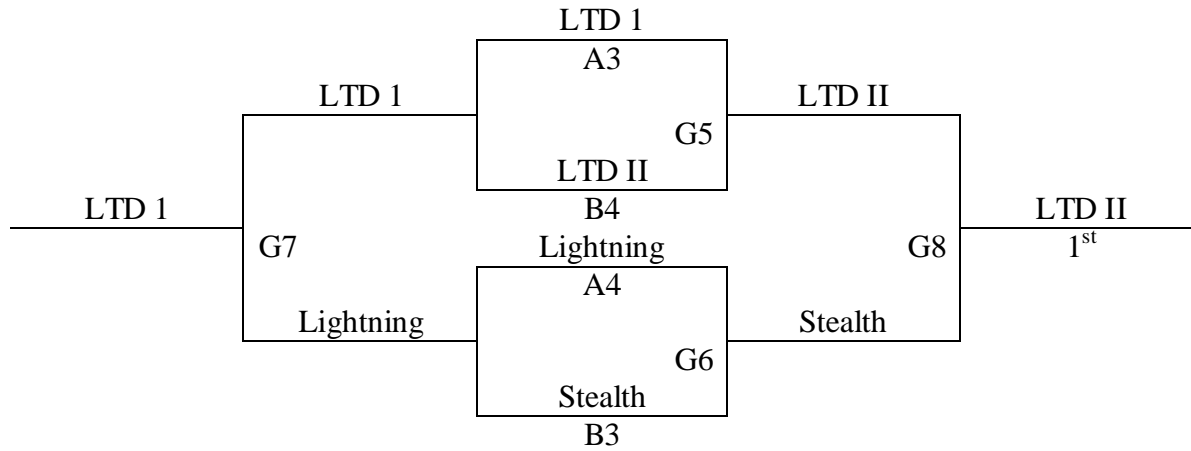 LTD 1
A3
LTD 1
LTD II
G5
LTD II
B4
LTD 1
LTD II
G7
G8
1st
Lightning
A4
Lightning
Stealth
G6
Stealth
B3